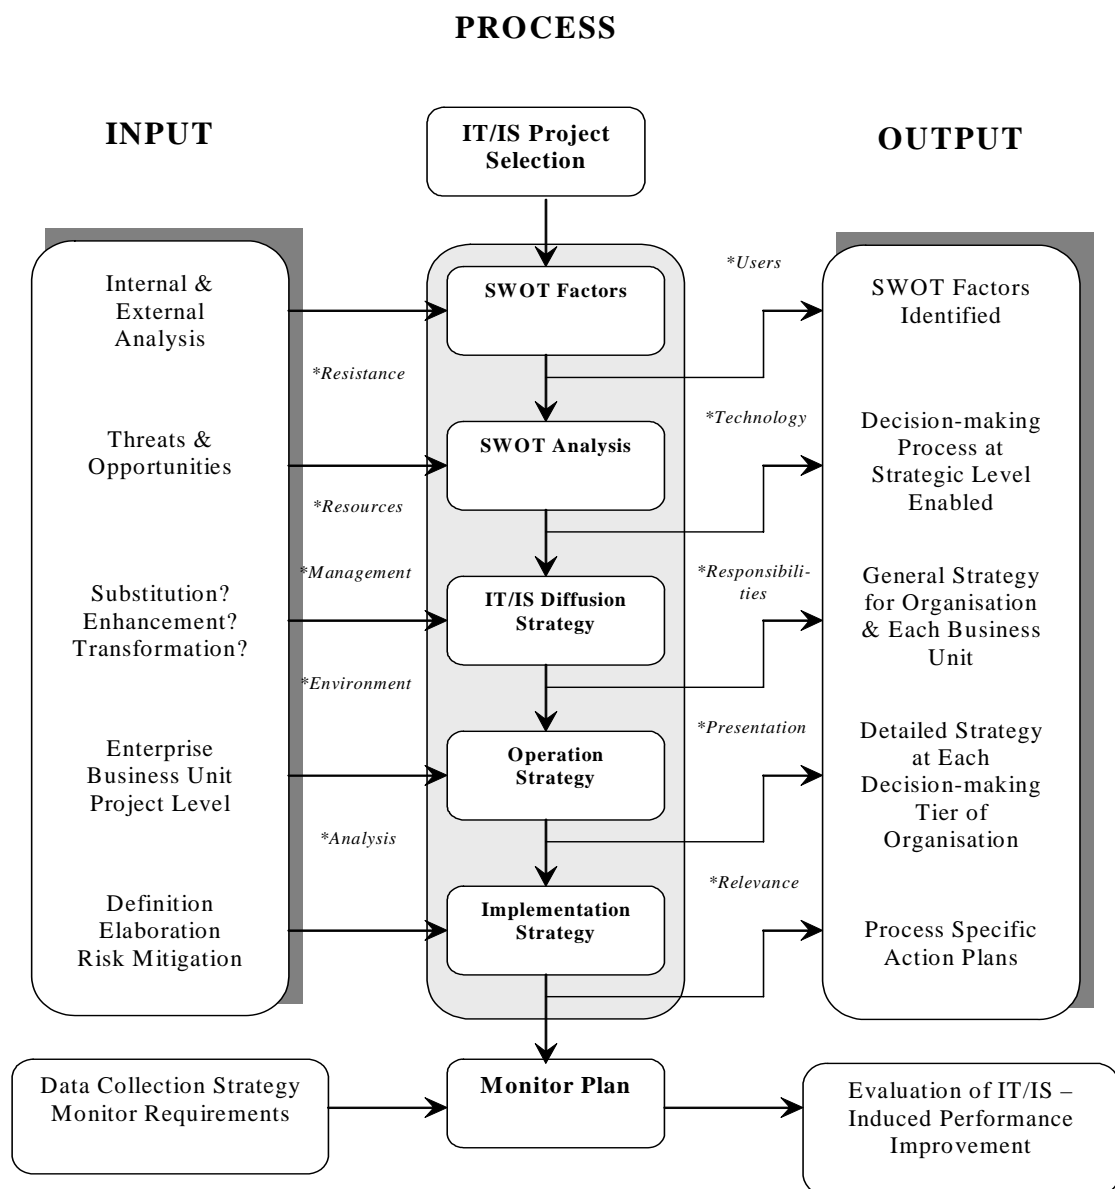 PROCESS
INPUT
IT/IS Project
Selection
OUTPUT
Internal &
External
Analysis
SWOT Factors
*Users
SWOT Factors
Identified
*Resistance
Threats &
Opportunities
SWOT Analysis
*Technology
Decision-making
Process at
Strategic Level
Enabled
*Resources
*Management
Substitution?
Enhancement?
Transformation?
IT/IS Diffusion
Strategy
*Responsibili-
ties
General Strategy
for Organisation
& Each Business
Unit
*Environment
Enterprise
Business Unit
Project Level
Operation
Strategy
*Presentation
Detailed Strategy
at Each
Decision-making
Tier of
Organisation
*Analysis
Definition
Elaboration
Risk Mitigation
Implementation
Strategy
*Relevance
Process Specific
Action Plans
Data Collection Strategy
Monitor Requirements
Monitor Plan
Evaluation of IT/IS –
Induced Performance
Improvement